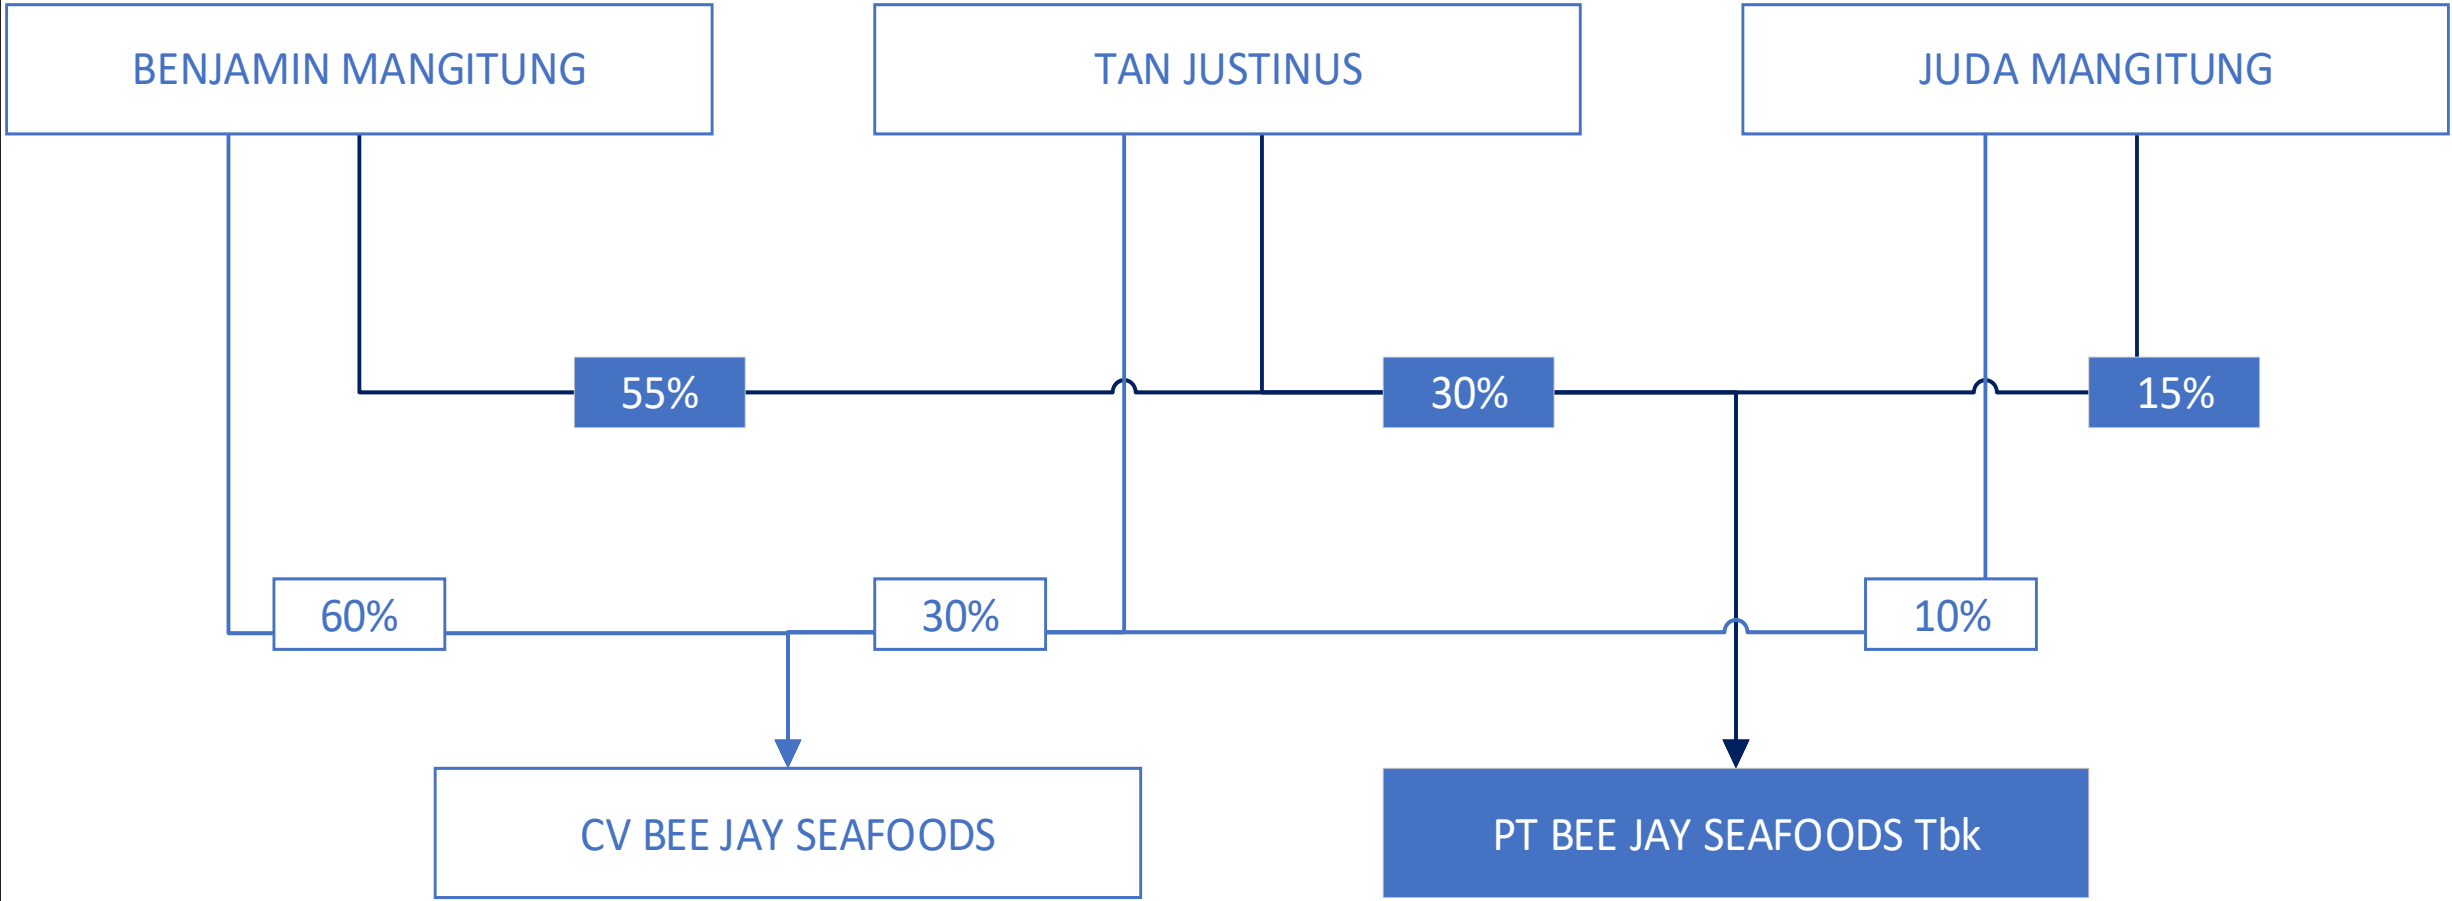 BENJAMIN MANGITUNG
TAN JUSTINUS
JUDA MANGITUNG
55%
30%
15%
60%
30%
10%
CV BEE JAY SEAFOODS
PT BEE JAY SEAFOODS Tbk